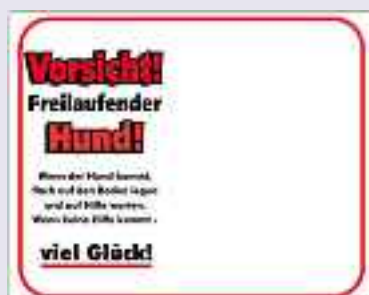 Vorsicht!
Freilaufender
Hund!
Wenn der Hund kommt,
flach auf den Boden legen
und auf Hilfe warten.
Wenn keine Hilfe kommt -
viel Glück!